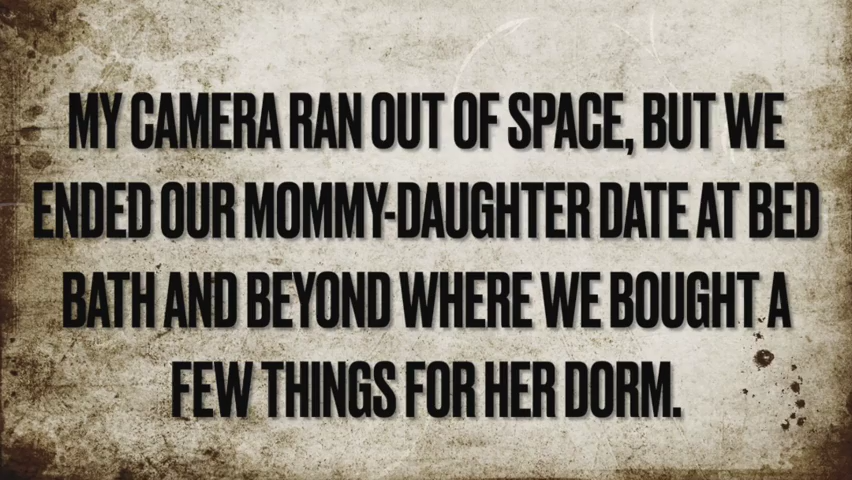 MY CAMERA RAN OUT OF SPACE, BUT WE
ENDED OUR MOMMY-DAUGHTER DATE AT BED
BATH AND BEYOND WHERE WE BOUGHT A
FEW THINGS FOR HER DORM.